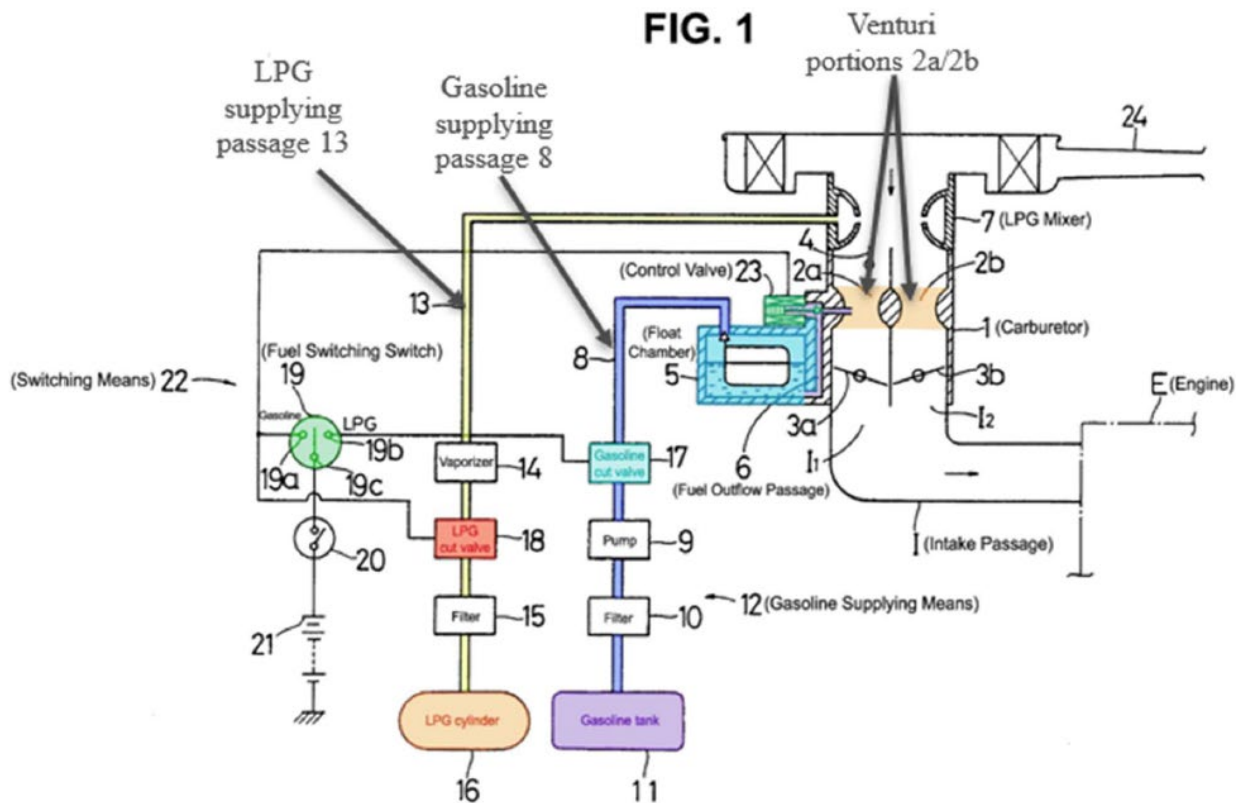 FIG. 1
Venturi
portions 2a/2b
LPG
supplying
passage 13
Gasoline
supplying
passage 8
24
7 (LPG Mixer)
4
(Control Valve) 23
2a
2b
13
1 (Carburetor)
8
(Float
Chamber)
(Fuel Switching Switch)
(Switching Means) 22
19
5
3b
E (Engine)
Gasoline
LPG
3a
I2
19a
19b
19c
Vaporizer
14
Gasoline
cut valve
17
6
I1
(Fuel Outflow Passage)
20
LPG
cut valve
18
Pump
9
I (Intake Passage)
21
Filter
15
Filter
10
12 (Gasoline Supplying Means)
LPG cylinder
Gasoline tank
16
11